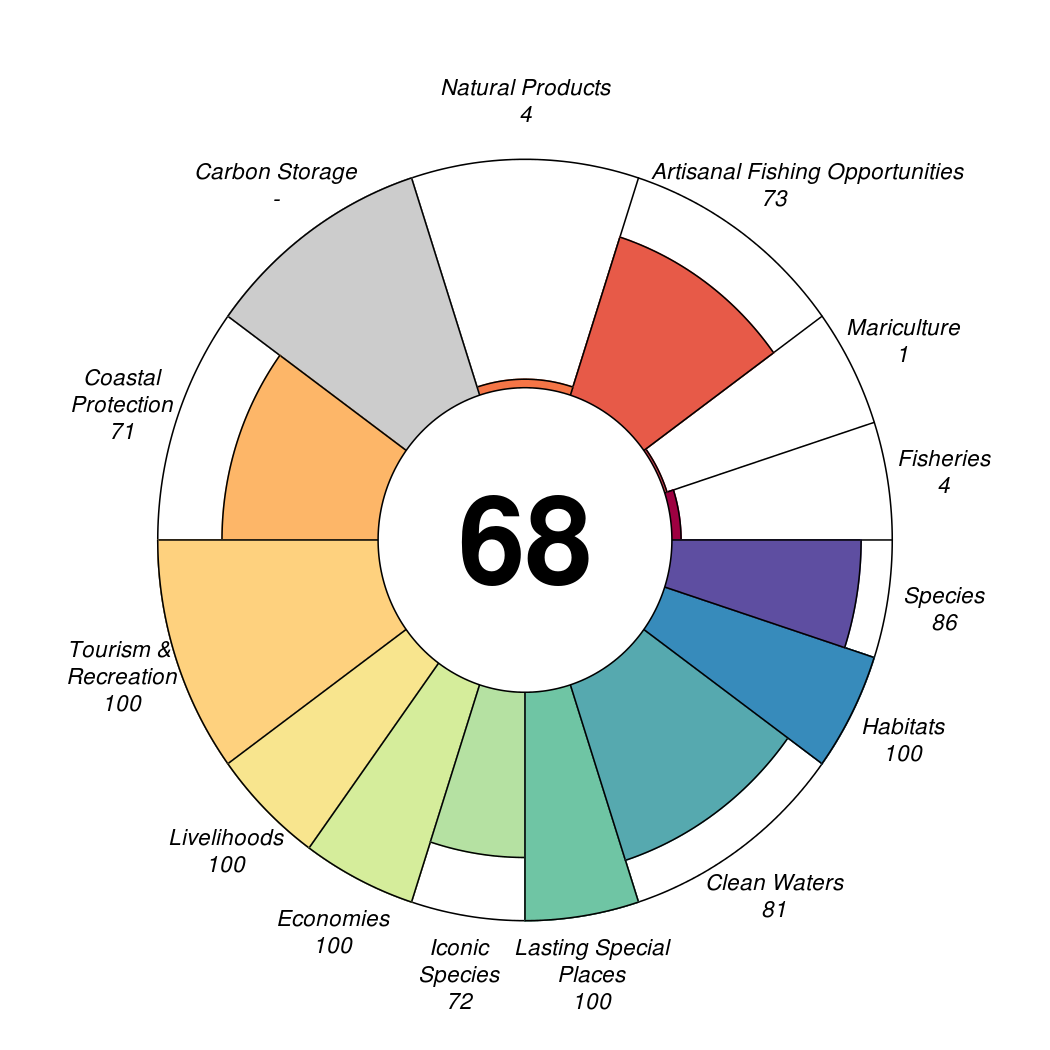 Natural Products
4
Carbon Storage
-
Artisanal Fishing Opportunities
73
Mariculture
1
Coastal
Protection
71
Fisheries
4
68
Species
86
Tourism &
Recreation
100
Habitats
100
Livelihoods
100
Clean Waters
81
Economies
100
Iconic
Species
72
Lasting Special
Places
100